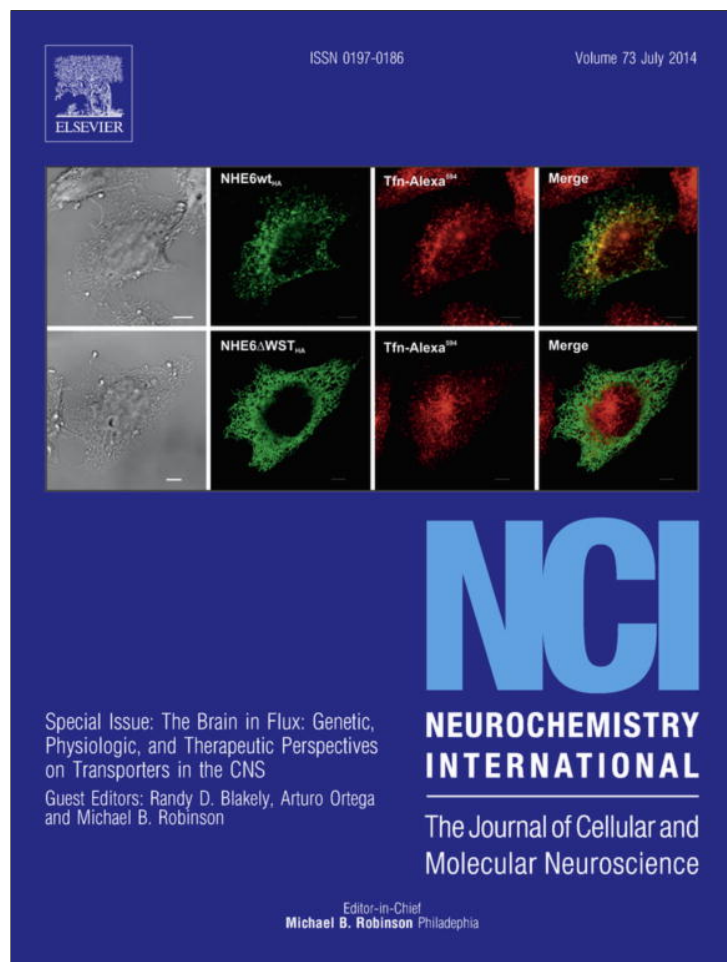 ISSN 0197-0186
Volume 73 July 2014
ELSEVIER
NHE6wtHA
Tfn-Alexa594
Merge
NHE6ΔWSTHA
Tfn-Alexa594
Merge
NCI
NEUROCHEMISTRY
INTERNATIONAL
The Journal of Cellular and
Molecular Neuroscience
Special Issue: The Brain in Flux: Genetic,
Physiologic, and Therapeutic Perspectives
on Transporters in the CNS
Guest Editors: Randy D. Blakely, Arturo Ortega
and Michael B. Robinson
Editor-in-Chief
Michael B. Robinson Philadephia